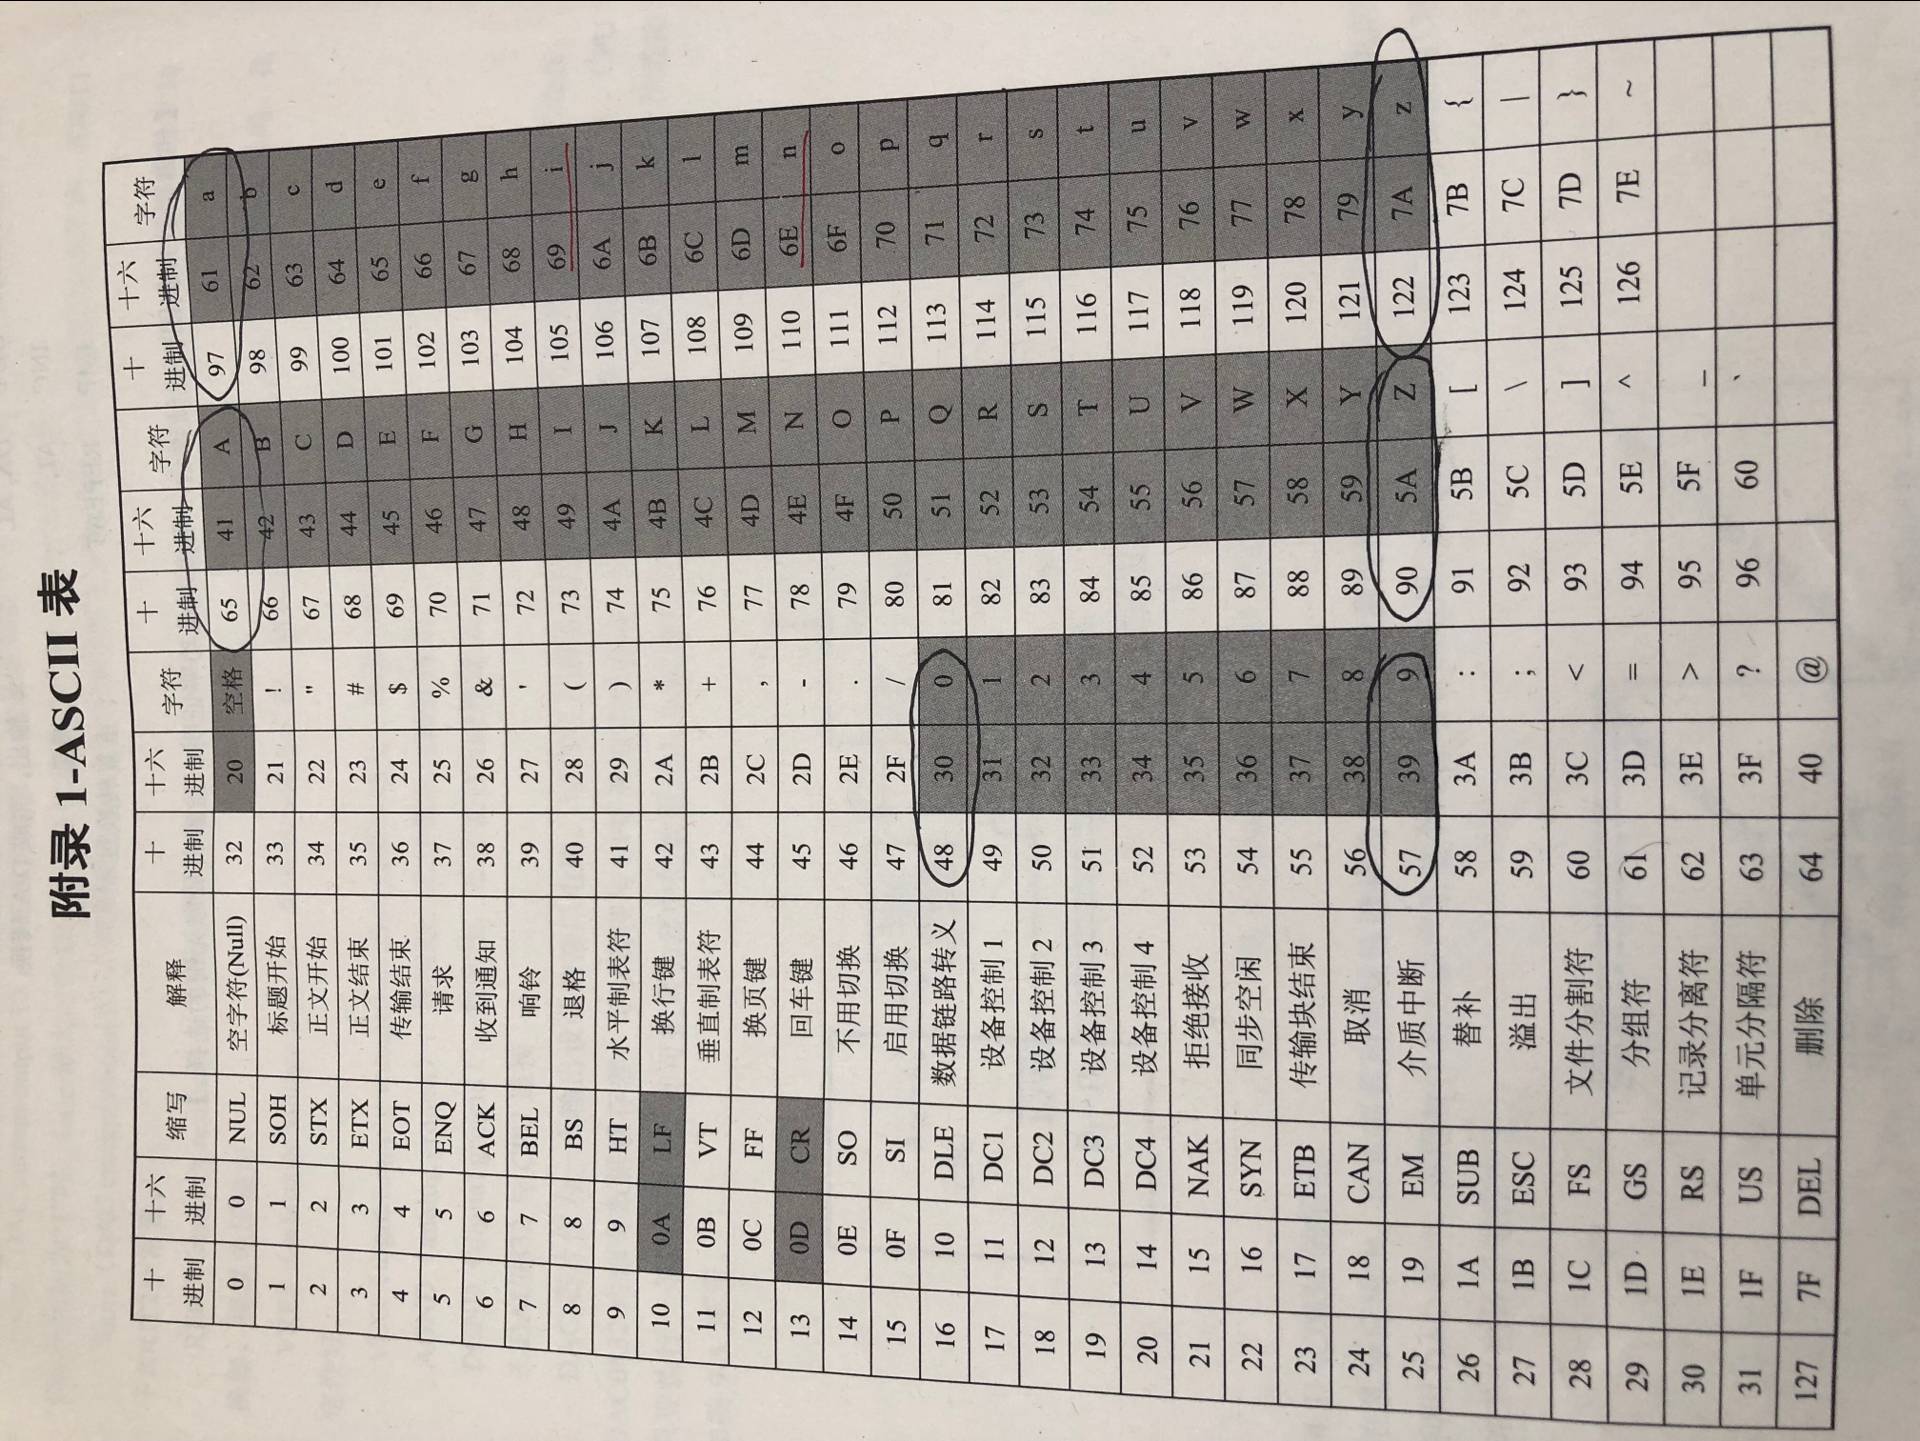 附录 1-ASCII 表
十进制 十六进制 缩写 解释 十进制 十六进制 字符 十进制 十六进制 字符 十进制 十六进制 字符
0 0 NUL 空字符(Null) 32 20 空格 65 41 A 97 61 a
1 1 SOH 标题开始 33 21 ! 66 42 B 98 62 b
2 2 STX 正文开始 34 22 " 67 43 C 99 63 c
3 3 ETX 正文结束 35 23 # 68 44 D 100 64 d
4 4 EOT 传输结束 36 24 $ 69 45 E 101 65 e
5 5 ENQ 请求 37 25 % 70 46 F 102 66 f
6 6 ACK 收到通知 38 26 & 71 47 G 103 67 g
7 7 BEL 响铃 39 27 ' 72 48 H 104 68 h
8 8 BS 退格 40 28 ( 73 49 I 105 69 i
9 9 HT 水平制表符 41 29 ) 74 4A J 106 6A j
10 0A LF 换行键 42 2A * 75 4B K 107 6B k
11 0B VT 垂直制表符 43 2B + 76 4C L 108 6C l
12 0C FF 换页键 44 2C , 77 4D M 109 6D m
13 0D CR 回车键 45 2D - 78 4E N 110 6E n
14 0E SO 不用切换 46 2E . 79 4F O 111 6F o
15 0F SI 启用切换 47 2F / 80 50 P 112 70 p
16 10 DLE 数据链路转义 48 30 0 81 51 Q 113 71 q
17 11 DC1 设备控制 1 49 31 1 82 52 R 114 72 r
18 12 DC2 设备控制 2 50 32 2 83 53 S 115 73 s
19 13 DC3 设备控制 3 51 33 3 84 54 T 116 74 t
20 14 DC4 设备控制 4 52 34 4 85 55 U 117 75 u
21 15 NAK 拒绝接收 53 35 5 86 56 V 118 76 v
22 16 SYN 同步空闲 54 36 6 87 57 W 119 77 w
23 17 ETB 传输块结束 55 37 7 88 58 X 120 78 x
24 18 CAN 取消 56 38 8 89 59 Y 121 79 y
25 19 EM 介质中断 57 39 9 90 5A Z 122 7A z
26 1A SUB 替补 58 3A : 91 5B [ 123 7B {
27 1B ESC 溢出 59 3B ; 92 5C \ 124 7C |
28 1C FS 文件分割符 60 3C < 93 5D ] 125 7D }
29 1D GS 分组符 61 3D = 94 5E ^ 126 7E ~
30 1E RS 记录分离符 62 3E > 95 5F _
31 1F US 单元分隔符 63 3F ? 96 60 `
127 7F DEL 删除 64 40 @